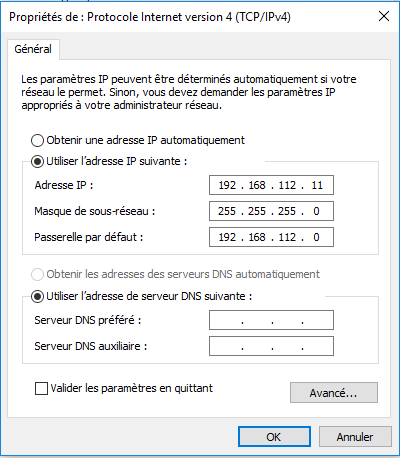 Propriétés de : Protocole Internet version 4 (TCP/IPv4)
Général
Les paramètres IP peuvent être déterminés automatiquement si votre
réseau le permet. Sinon, vous devez demander les paramètres IP
appropriés à votre administrateur réseau.
Obtenir une adresse IP automatiquement
Utiliser l'adresse IP suivante :
Adresse IP : 192 . 168 . 112 . 11
Masque de sous-réseau : 255 . 255 . 255 . 0
Passerelle par défaut : 192 . 168 . 112 . 0
Obtenir les adresses des serveurs DNS automatiquement
Utiliser l'adresse de serveur DNS suivante :
Serveur DNS préféré : . . .
Serveur DNS auxiliaire : . . .
Valider les paramètres en quittant
Avancé...
OK Annuler